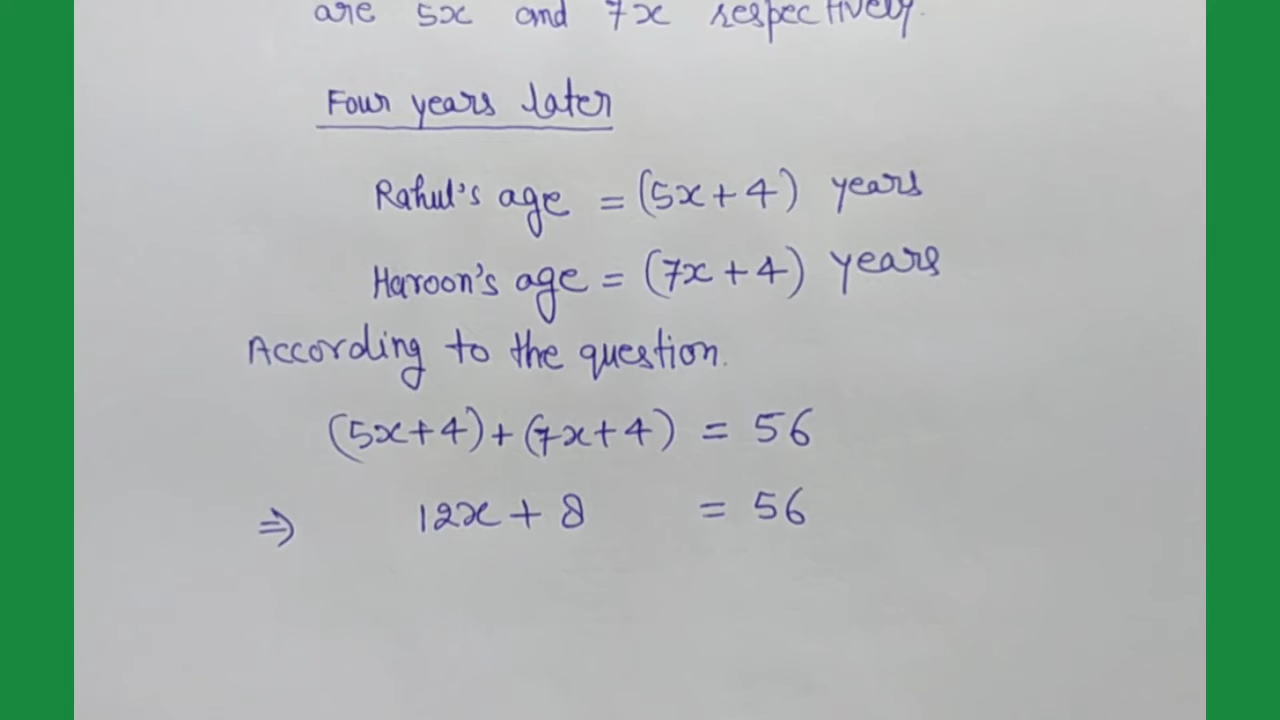 are 5x and 7x respectively.
Four years later
Rahul's age = (5x+4) years
Haroon's age = (7x+4) years
According to the question.
(5x+4)+(7x+4) = 56
⇒ 12x + 8 = 56